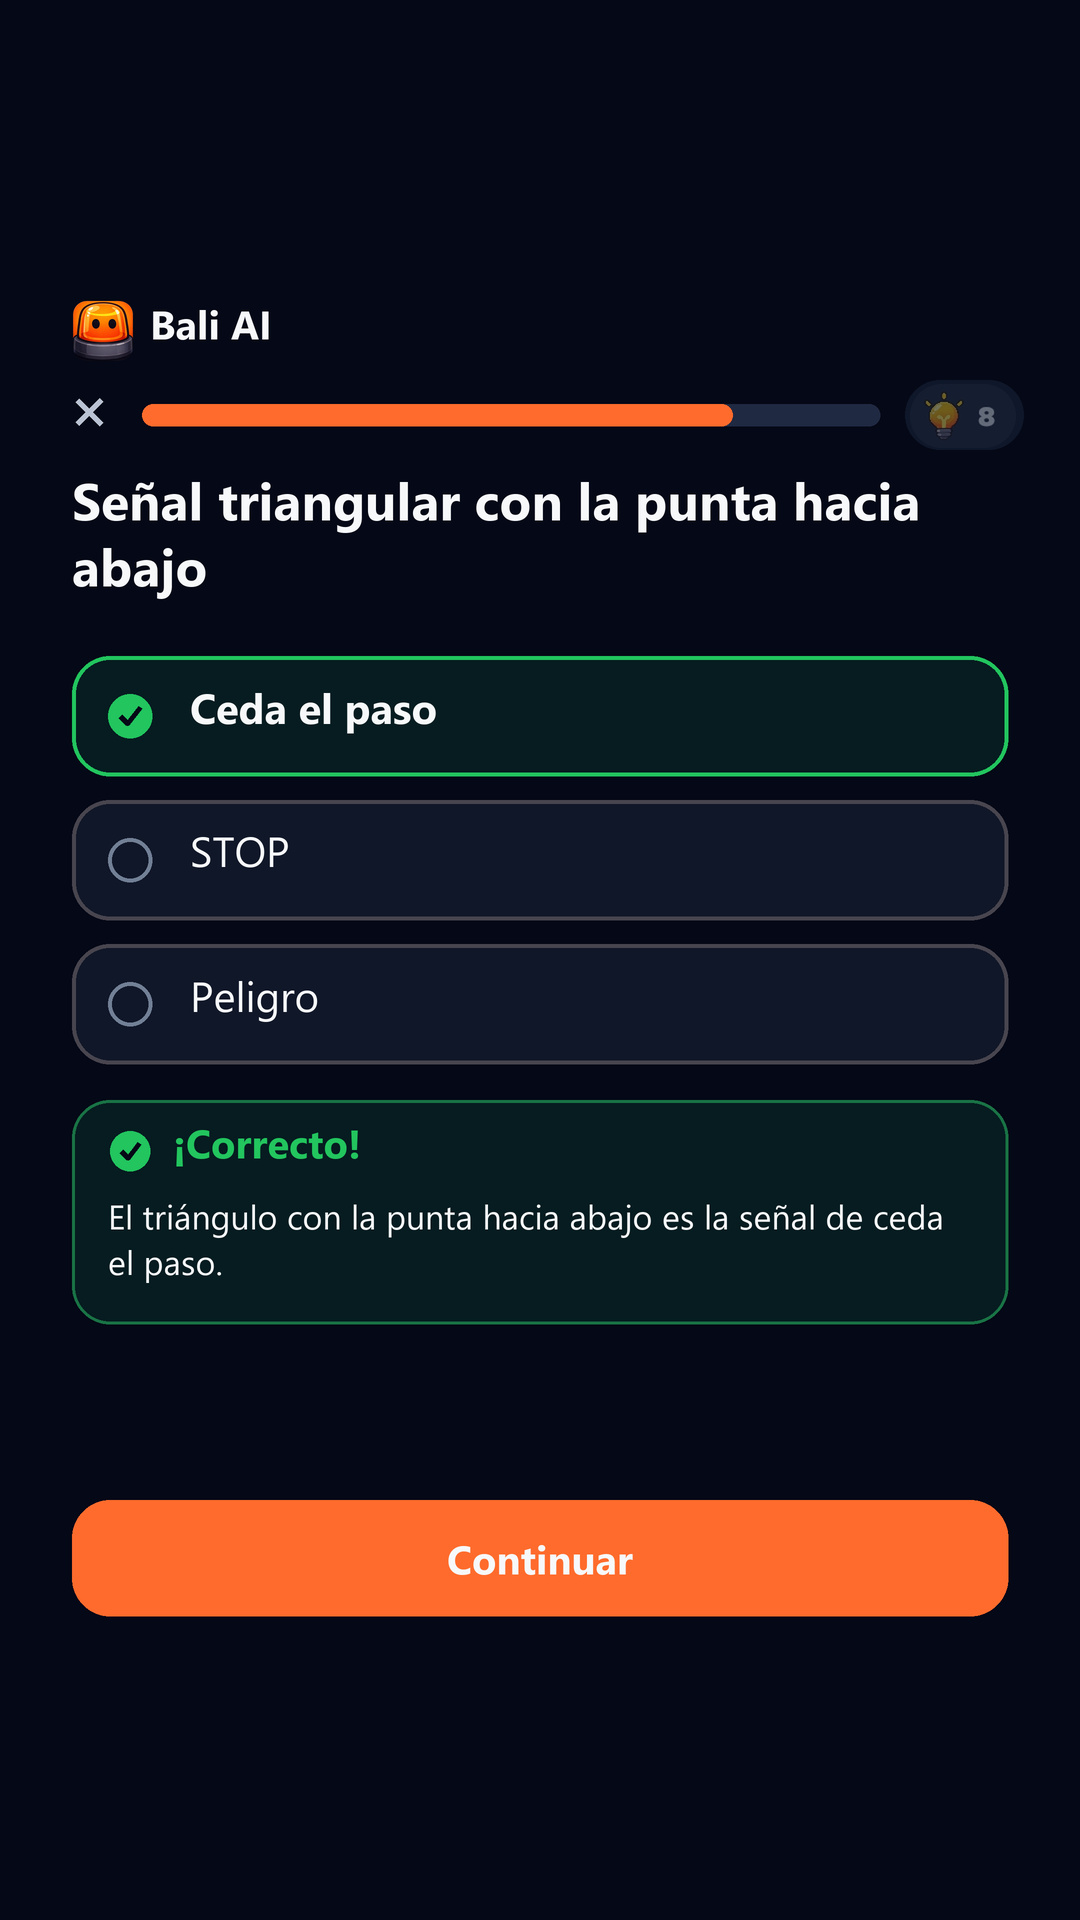 Bali AI
8
Señal triangular con la punta hacia
abajo
Ceda el paso
STOP
Peligro
¡Correcto!
El triángulo con la punta hacia abajo es la señal de ceda
el paso.
Continuar